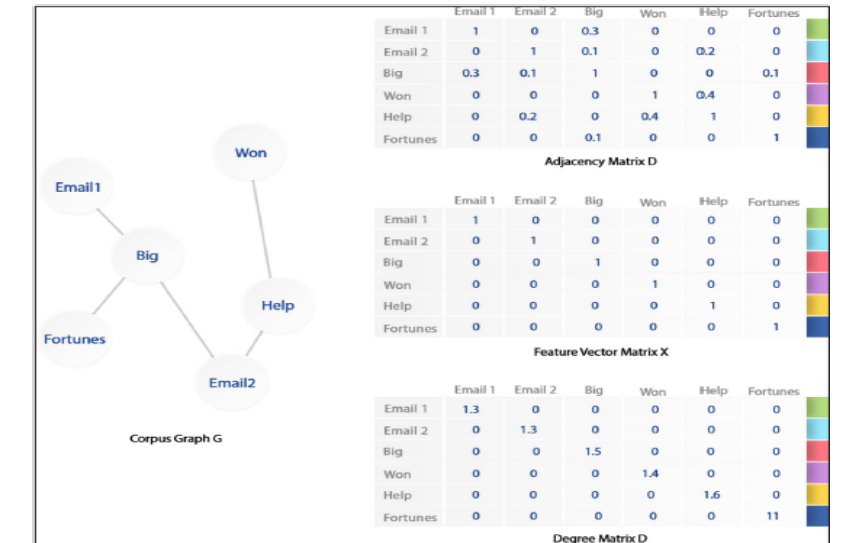 Email1
Won
Big
Help
Fortunes
Email2
Corpus Graph G
Email 1 Email 2 Big Won Help Fortunes
Email 1 1 0 0.3 0 0 0
Email 2 0 1 0.1 0 0.2 0
Big 0.3 0.1 1 0 0 0.1
Won 0 0 0 1 0.4 0
Help 0 0.2 0 0.4 1 0
Fortunes 0 0 0.1 0 0 1
Adjacency Matrix D
Email 1 Email 2 Big Won Help Fortunes
Email 1 1 0 0 0 0 0
Email 2 0 1 0 0 0 0
Big 0 0 1 0 0 0
Won 0 0 0 1 0 0
Help 0 0 0 0 1 0
Fortunes 0 0 0 0 0 1
Feature Vector Matrix X
Email 1 Email 2 Big Won Help Fortunes
Email 1 1.3 0 0 0 0 0
Email 2 0 1.3 0 0 0 0
Big 0 0 1.5 0 0 0
Won 0 0 0 1.4 0 0
Help 0 0 0 0 1.6 0
Fortunes 0 0 0 0 0 11
Degree Matrix D